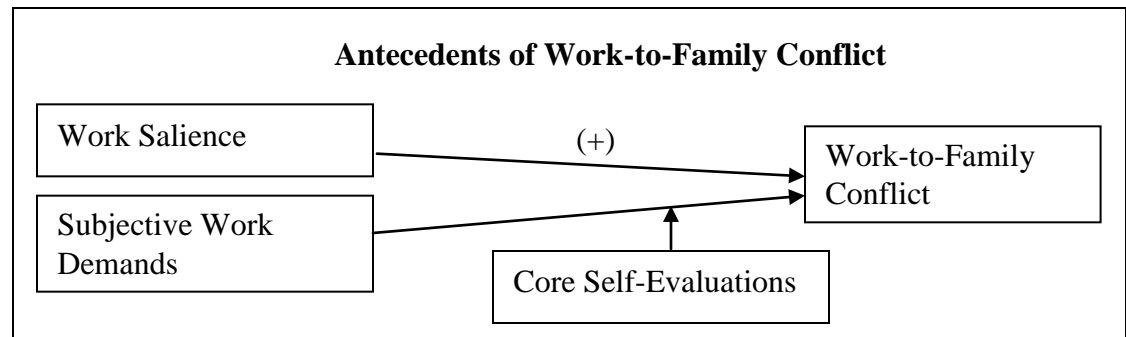 Antecedents of Work-to-Family Conflict
Work Salience
(+)
Work-to-Family
Conflict
Subjective Work
Demands
Core Self-Evaluations